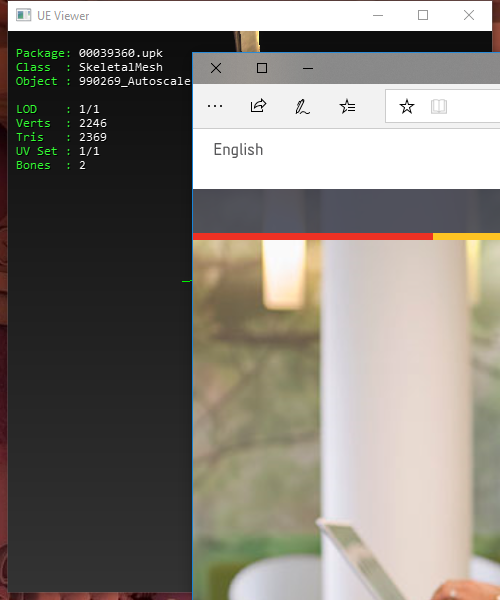 UE Viewer
Package: 00039360.upk
Class : SkeletalMesh
Object : 990269_Autoscale
LOD : 1/1
Verts : 2246
Tris : 2369
UV Set : 1/1
Bones : 2
English